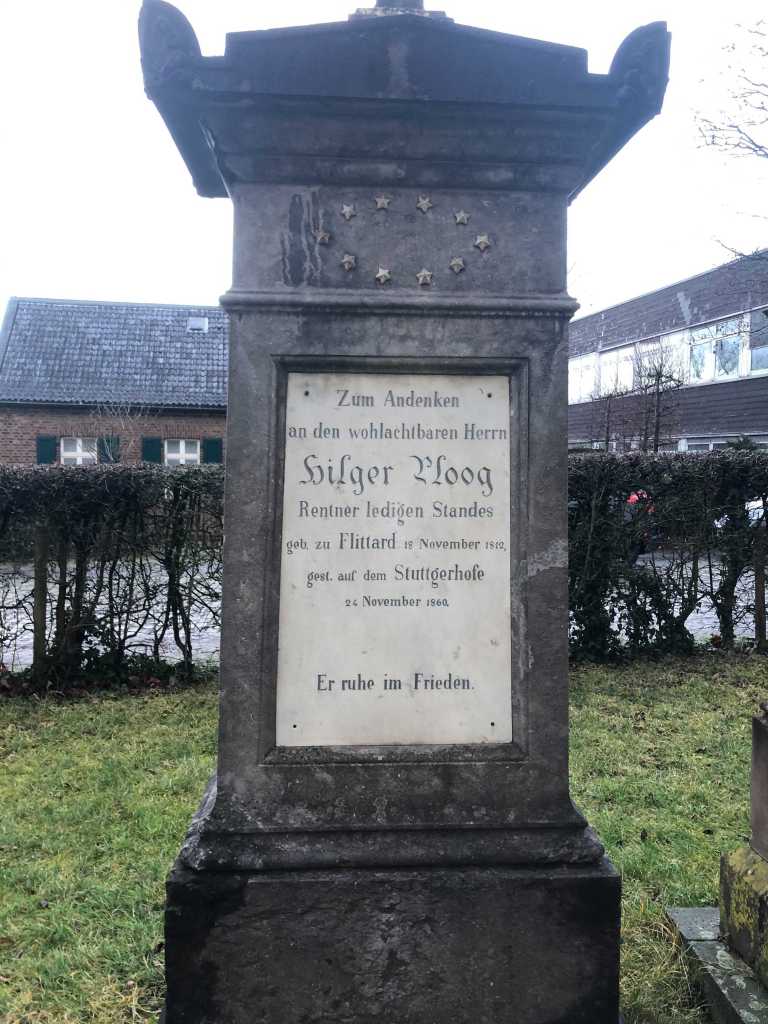 Zum Andenken
an den wohlachtbaren Herrn
Hilger Ploog
Rentner ledigen Standes
geb. zu Flittard 18 November 1812,
gest. auf dem Stuttgerhofe
24 November 1860.
Er ruhe im Frieden.